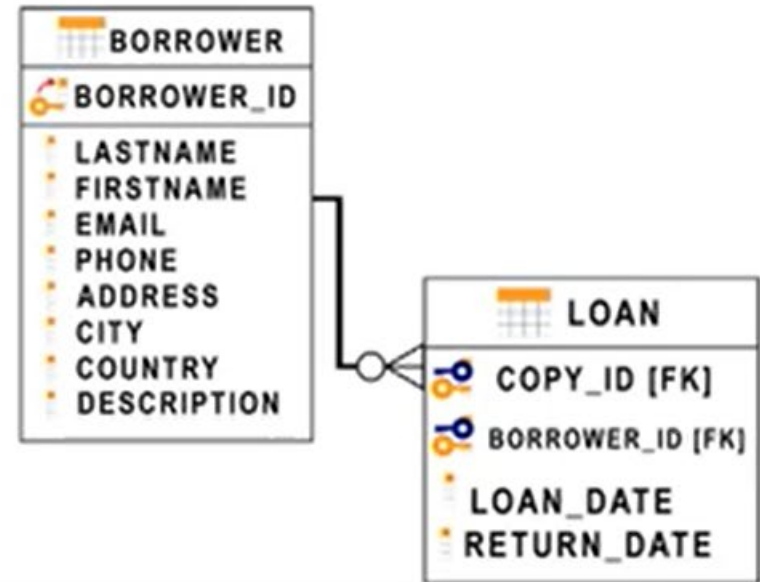 BORROWER
BORROWER_ID
LASTNAME
FIRSTNAME
EMAIL
PHONE
ADDRESS
CITY
COUNTRY
DESCRIPTION
LOAN
COPY_ID [FK]
BORROWER_ID [FK]
LOAN_DATE
RETURN_DATE